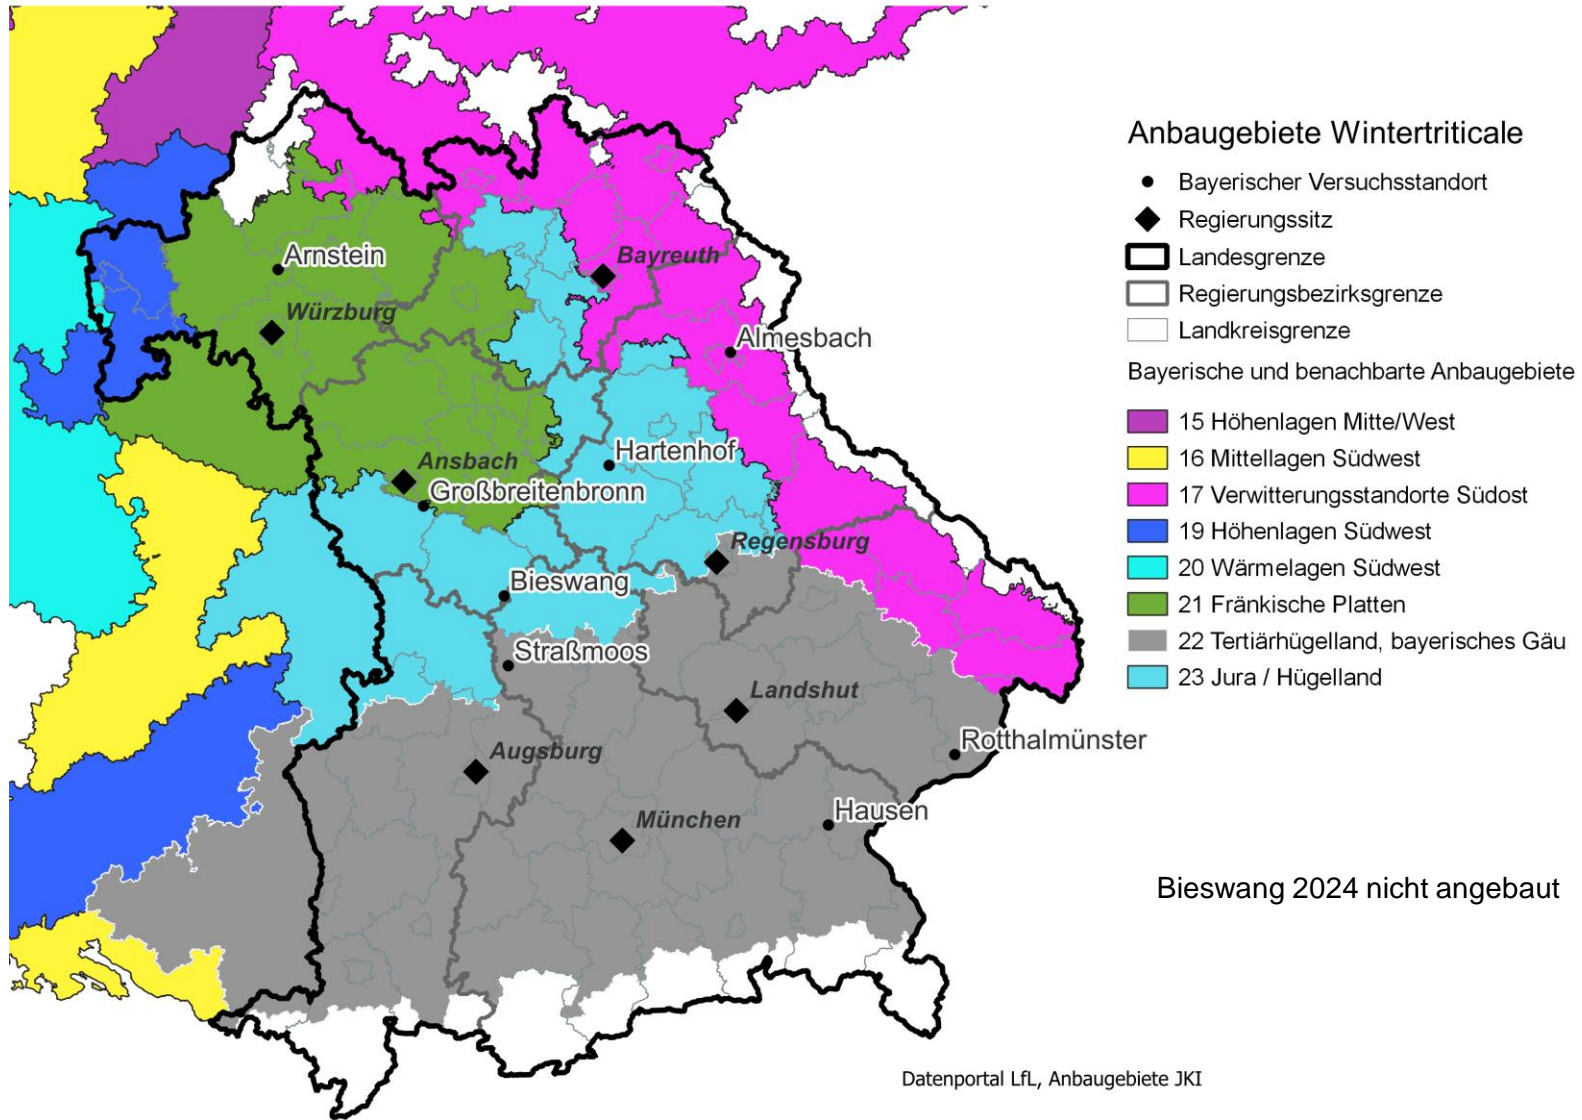 Anbaugebiete Wintertriticale
Bayerischer Versuchsstandort
Regierungssitz
Landesgrenze
Regierungsbezirksgrenze
Landkreisgrenze
Bayerische und benachbarte Anbaugebiete
15 Höhenlagen Mitte/West
16 Mittellagen Südwest
17 Verwitterungsstandorte Südost
19 Höhenlagen Südwest
20 Wärmelagen Südwest
21 Fränkische Platten
22 Tertiärhügelland, bayerisches Gäu
23 Jura / Hügelland
Arnstein
Bayreuth
Würzburg
Almesbach
Hartenhof
Ansbach
Großbreitenbronn
Regensburg
Bieswang
Straßmoos
Landshut
Rotthalmünster
Augsburg
Hausen
München
Bieswang 2024 nicht angebaut
Datenportal LfL, Anbaugebiete JKI